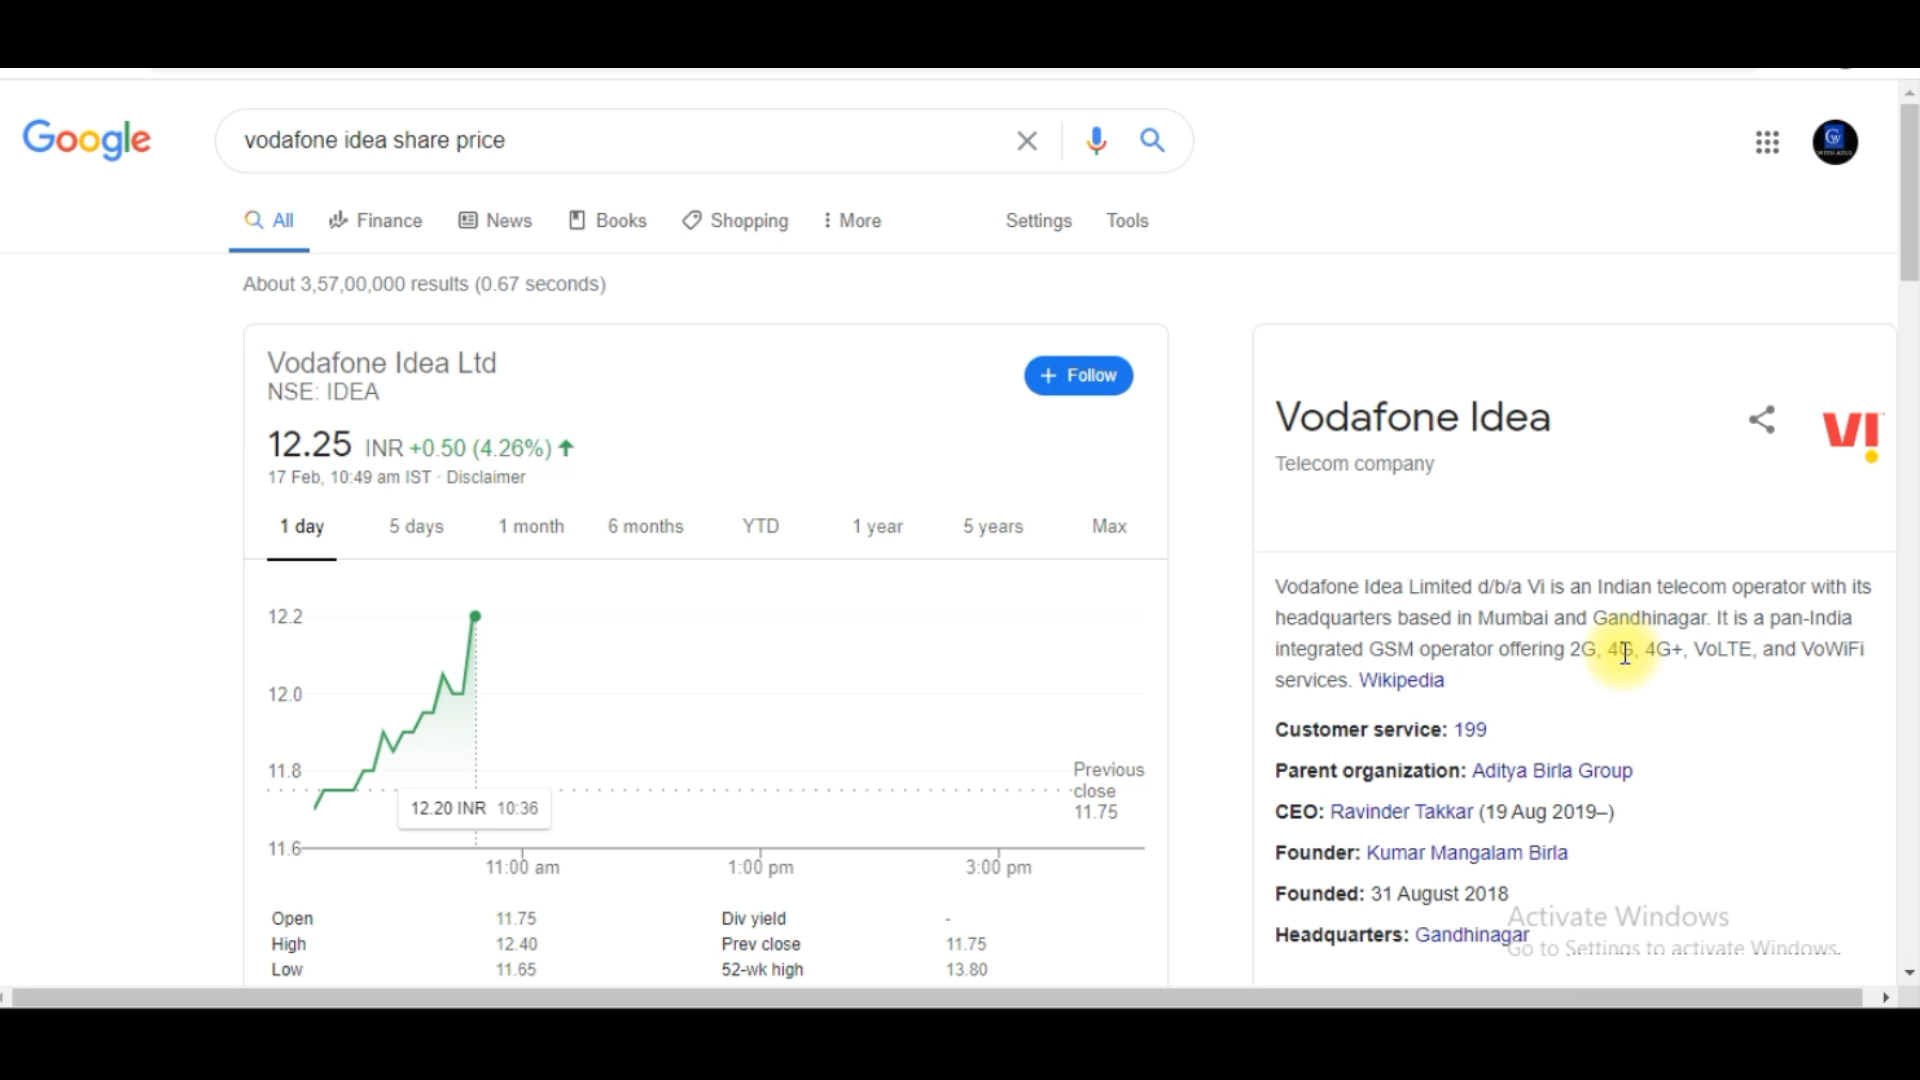 Google
vodafone idea share price
All Finance News Books Shopping More Settings Tools
About 3,57,00,000 results (0.67 seconds)
Vodafone Idea Ltd
NSE: IDEA
+ Follow
12.25 INR +0.50 (4.26%)
17 Feb, 10:49 am IST · Disclaimer
1 day 5 days 1 month 6 months YTD 1 year 5 years Max
12.2
12.0
11.8
11.6
Previous
close
11.75
12.20 INR 10:36
11:00 am 1:00 pm 3:00 pm
Open 11.75 Div yield -
High 12.40 Prev close 11.75
Low 11.65 52-wk high 13.80
Vodafone Idea
Telecom company
VI
Vodafone Idea Limited d/b/a Vi is an Indian telecom operator with its
headquarters based in Mumbai and Gandhinagar. It is a pan-India
integrated GSM operator offering 2G, 4G, 4G+, VoLTE, and VoWiFi
services. Wikipedia
Customer service: 199
Parent organization: Aditya Birla Group
CEO: Ravinder Takkar (19 Aug 2019–)
Founder: Kumar Mangalam Birla
Founded: 31 August 2018
Headquarters: Gandhinagar
Activate Windows
Go to Settings to activate Windows.